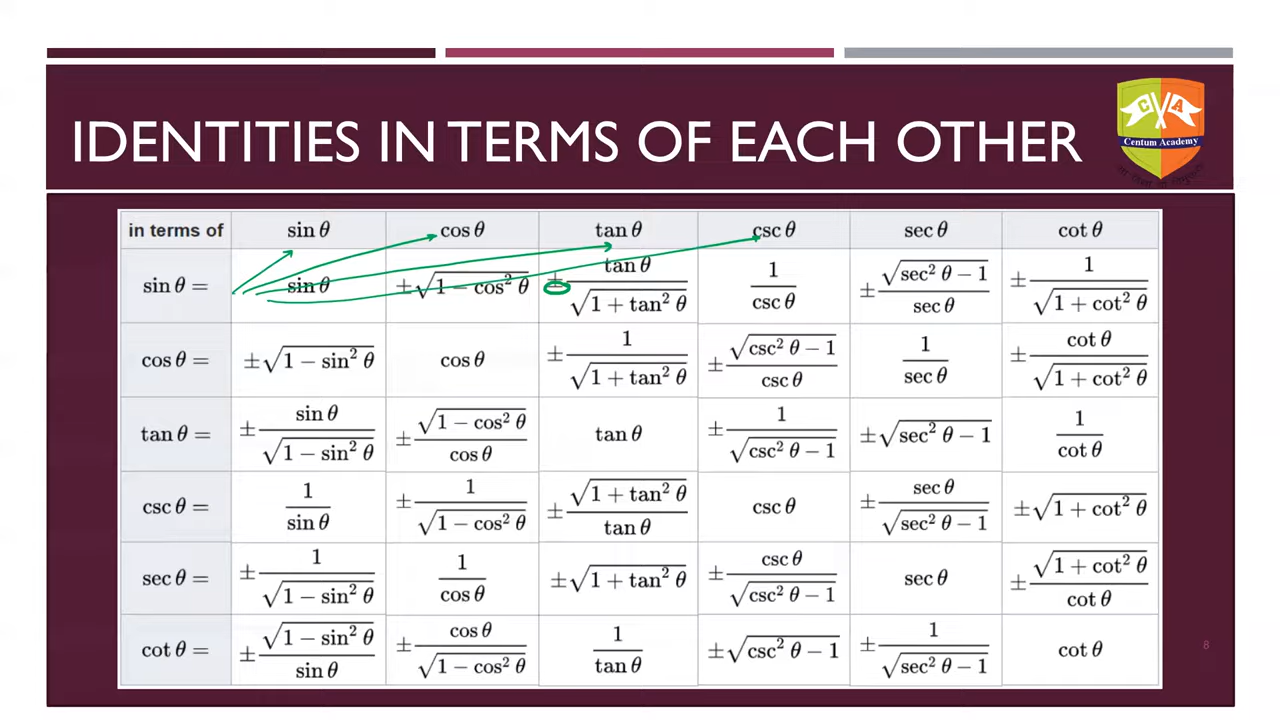 IDENTITIES IN TERMS OF EACH OTHER
C A
Centum Academy
in terms of sin θ cos θ tan θ csc θ sec θ cot θ
sin θ = sin θ ±√(1 − cos² θ) ± tan θ/√(1 + tan² θ) 1/csc θ ± √(sec² θ − 1)/sec θ ± 1/√(1 + cot² θ)
cos θ = ±√(1 − sin² θ) cos θ ± 1/√(1 + tan² θ) ± √(csc² θ − 1)/csc θ 1/sec θ ± cot θ/√(1 + cot² θ)
tan θ = ± sin θ/√(1 − sin² θ) ± √(1 − cos² θ)/cos θ tan θ ± 1/√(csc² θ − 1) ±√(sec² θ − 1) 1/cot θ
csc θ = 1/sin θ ± 1/√(1 − cos² θ) ± √(1 + tan² θ)/tan θ csc θ ± sec θ/√(sec² θ − 1) ±√(1 + cot² θ)
sec θ = ± 1/√(1 − sin² θ) 1/cos θ ±√(1 + tan² θ) ± csc θ/√(csc² θ − 1) sec θ ± √(1 + cot² θ)/cot θ
cot θ = ± √(1 − sin² θ)/sin θ ± cos θ/√(1 − cos² θ) 1/tan θ ±√(csc² θ − 1) ± 1/√(sec² θ − 1) cot θ
8